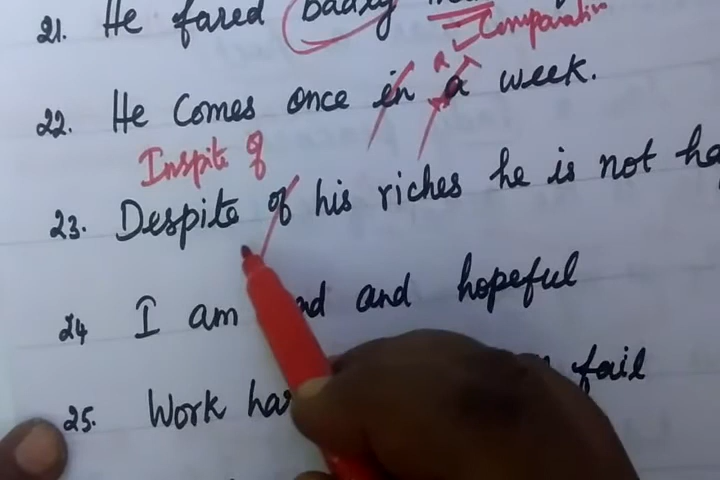 21. He fared badly
Comparative
a
22. He Comes once in a week.
Inspite of
23. Despite of his riches he is not
24 I am and hopeful
25. Work fail